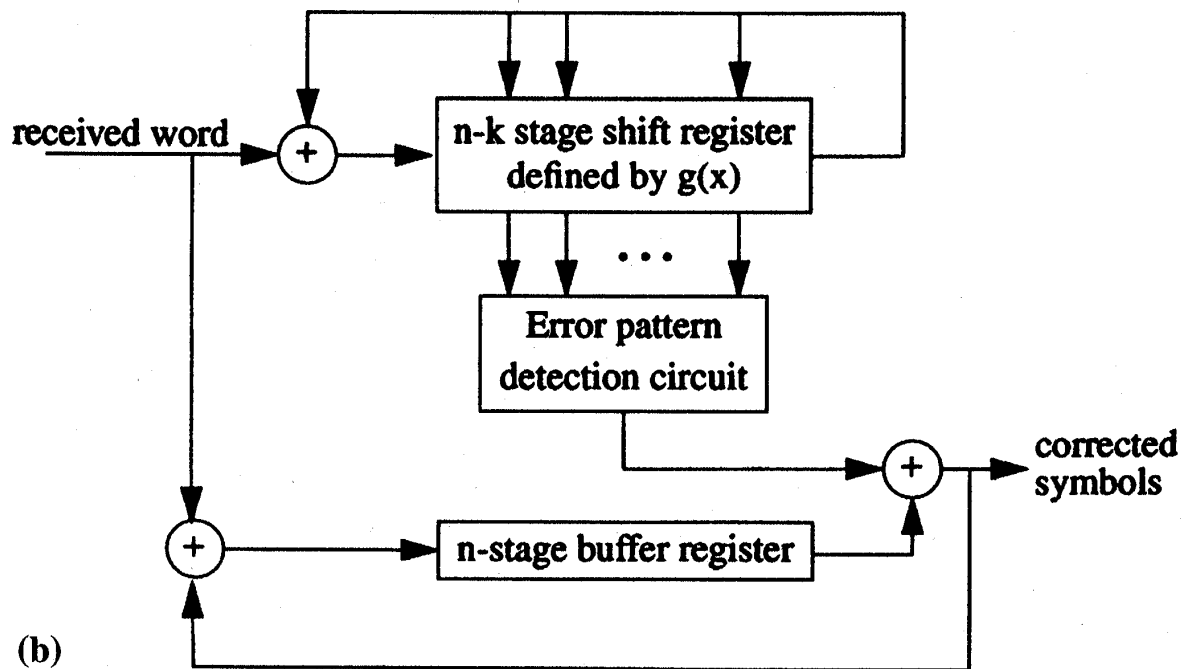 received word
+
n-k stage shift register
defined by g(x)
• • •
Error pattern
detection circuit
+
corrected
symbols
+
n-stage buffer register
(b)